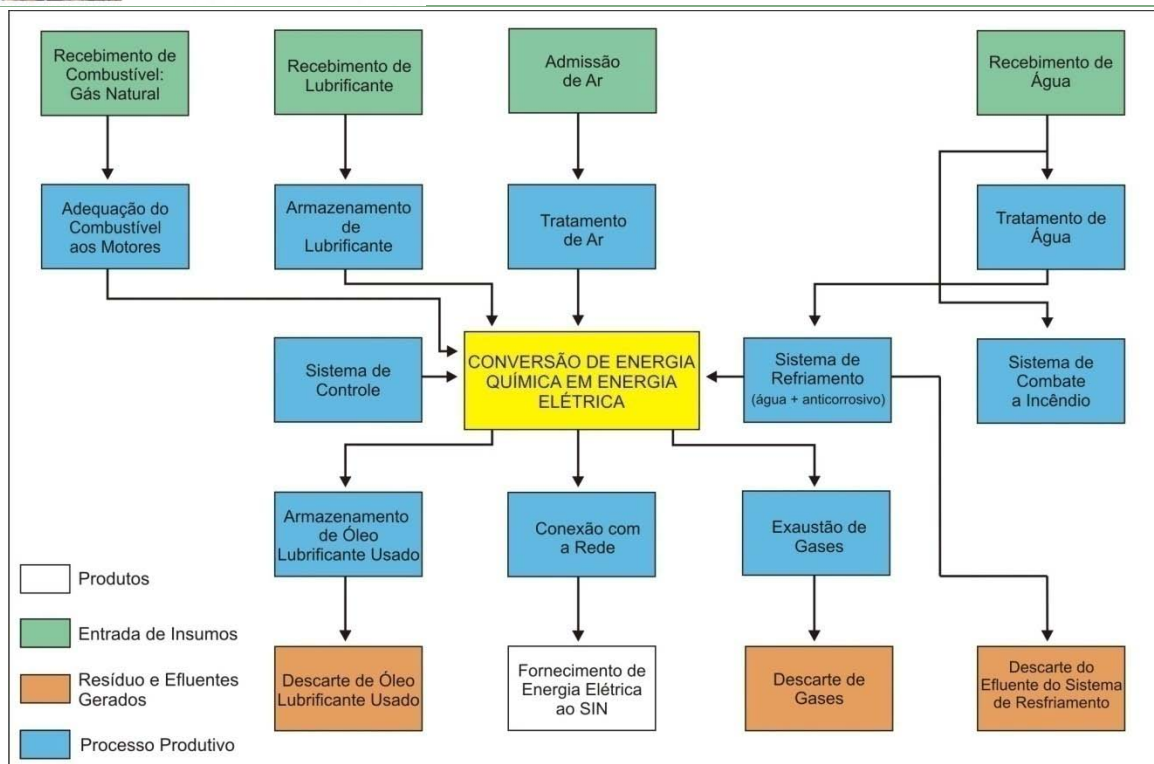 Recebimento de
Combustível:
Gás Natural
Recebimento de
Lubrificante
Admissão
de Ar
Recebimento de
Água
Adequação do
Combustível
aos Motores
Armazenamento
de
Lubrificante
Tratamento
de Ar
Tratamento de
Água
Sistema de
Controle
CONVERSÃO DE ENERGIA
QUÍMICA EM ENERGIA
ELÉTRICA
Sistema de
Refriamento
(água + anticorrosivo)
Sistema de
Combate
a Incêndio
Armazenamento
de Óleo
Lubrificante Usado
Conexão com
a Rede
Exaustão de
Gases
Produtos
Entrada de Insumos
Resíduo e Efluentes
Gerados
Processo Produtivo
Descarte de Óleo
Lubrificante Usado
Fornecimento de
Energia Elétrica
ao SIN
Descarte de
Gases
Descarte do
Efluente do Sistema
de Resfriamento